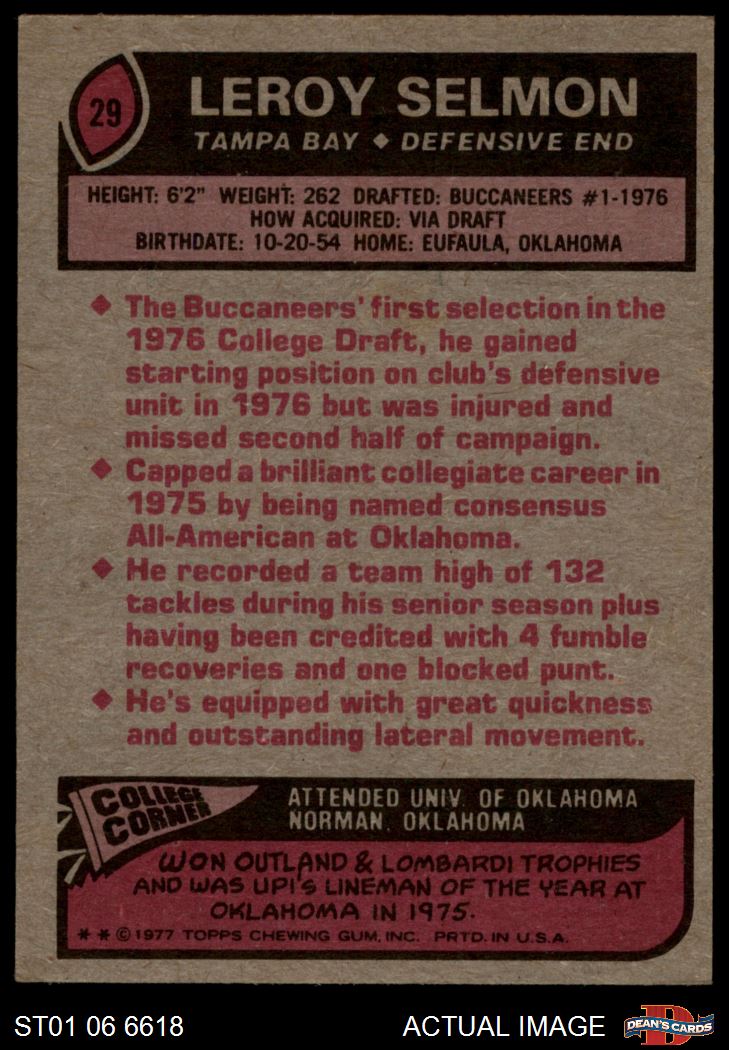 29
LEROY SELMON
TAMPA BAY ◆ DEFENSIVE END
HEIGHT: 6'2" WEIGHT: 262 DRAFTED: BUCCANEERS #1-1976
HOW ACQUIRED: VIA DRAFT
BIRTHDATE: 10-20-54 HOME: EUFAULA, OKLAHOMA
◆ The Buccaneers' first selection in the
1976 College Draft, he gained
starting position on club's defensive
unit in 1976 but was injured and
missed second half of campaign.
◆ Capped a brilliant collegiate career in
1975 by being named consensus
All-American at Oklahoma.
◆ He recorded a team high of 132
tackles during his senior season plus
having been credited with 4 fumble
recoveries and one blocked punt.
◆ He's equipped with great quickness
and outstanding lateral movement.
COLLEGE
CORNER
ATTENDED UNIV. OF OKLAHOMA
NORMAN, OKLAHOMA
WON OUTLAND & LOMBARDI TROPHIES
AND WAS UPI'S LINEMAN OF THE YEAR AT
OKLAHOMA IN 1975.
* * © 1977 TOPPS CHEWING GUM, INC. PRTD. IN U.S.A.
ST01 06 6618
ACTUAL IMAGE
D
DEAN'S CARDS